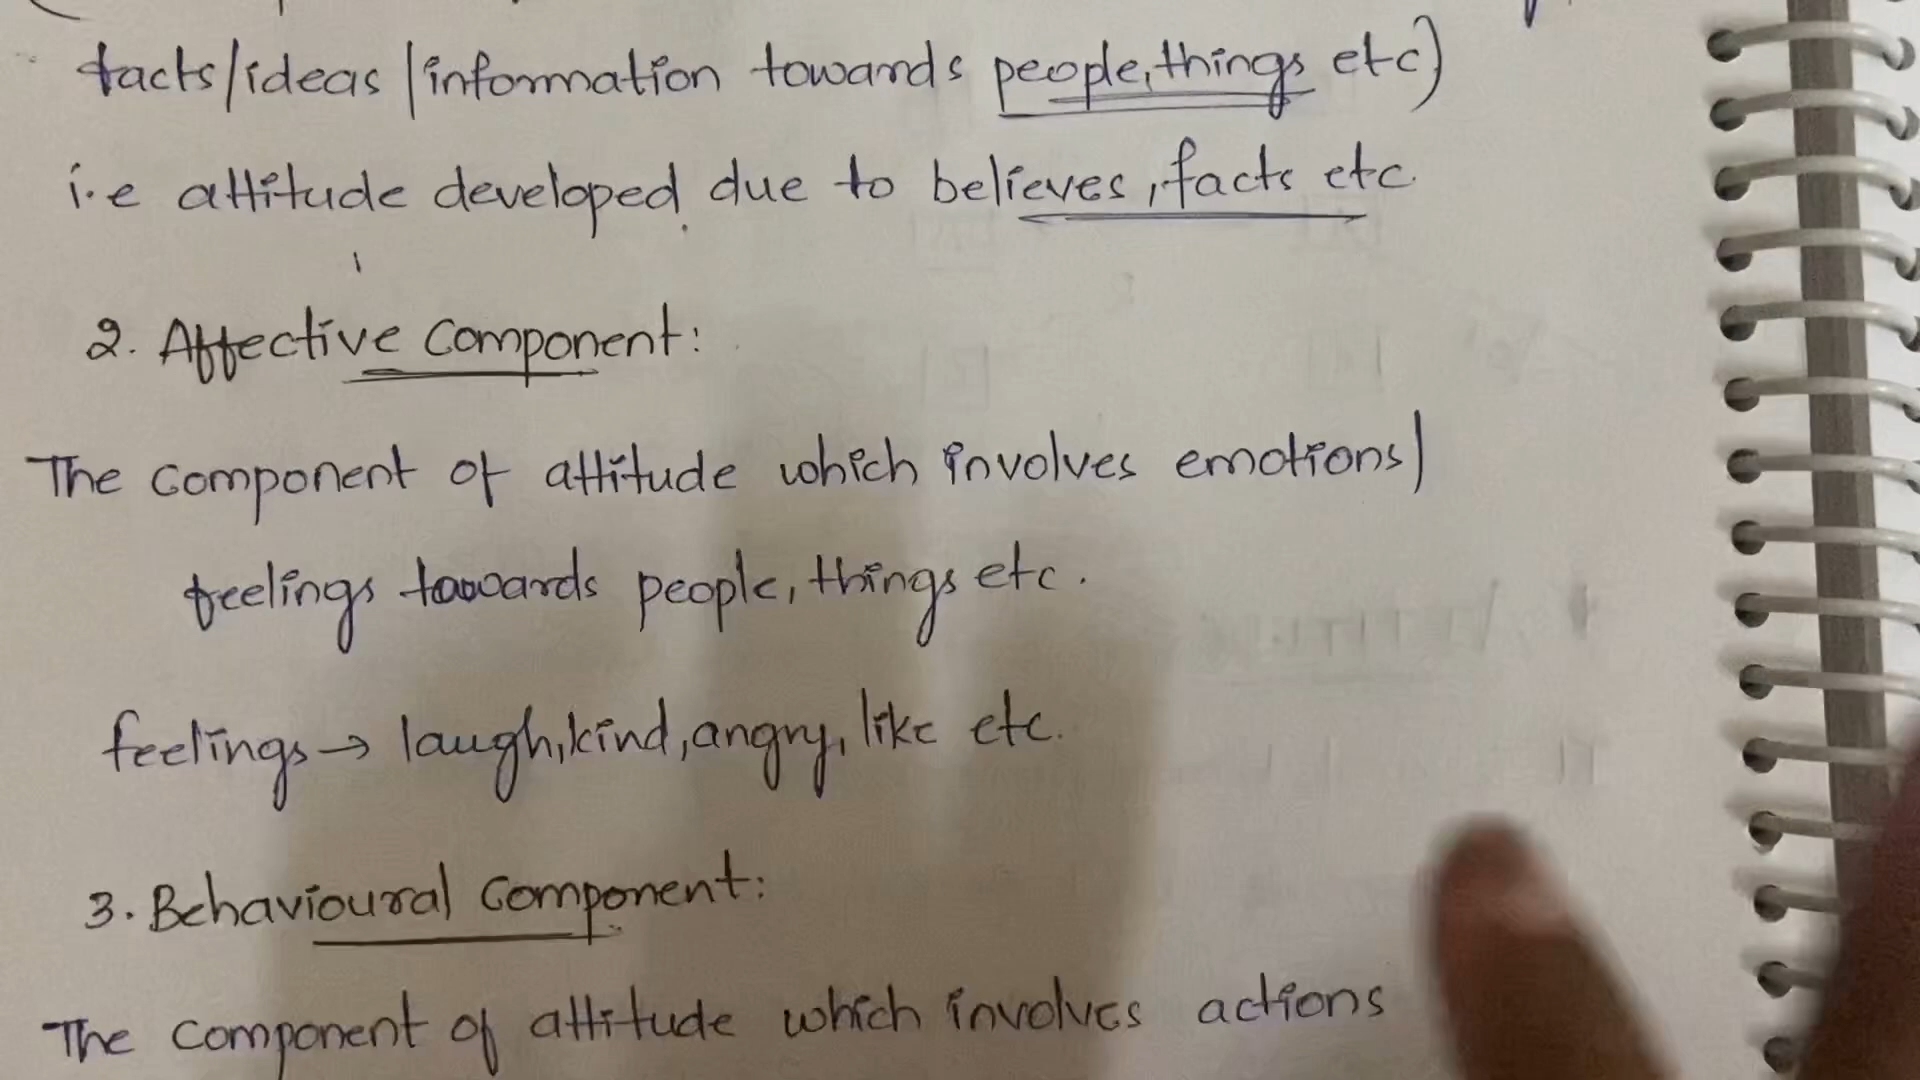 facts/ideas/information towards people, things etc)
i.e attitude developed due to believes, facts etc.
2. Affective Component:
The component of attitude which involves emotions/
feelings towards people, things etc.
feelings → laugh, kind, angry, like etc.
3. Behavioural Component:
The component of attitude which involves actions